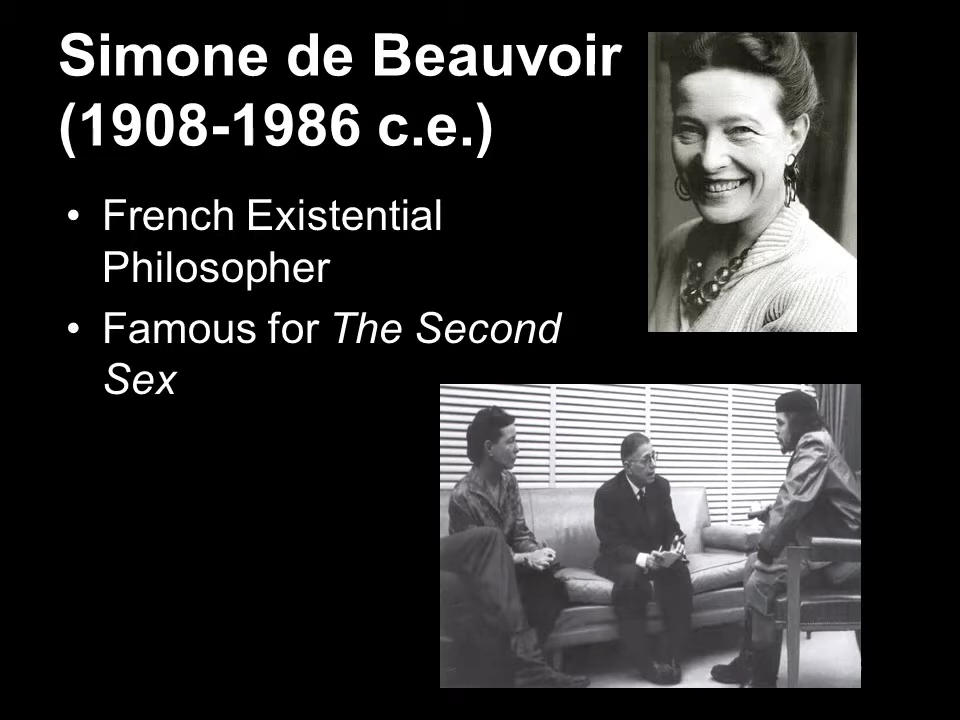 Simone de Beauvoir
(1908-1986 c.e.)
• French Existential
Philosopher
• Famous for The Second
Sex